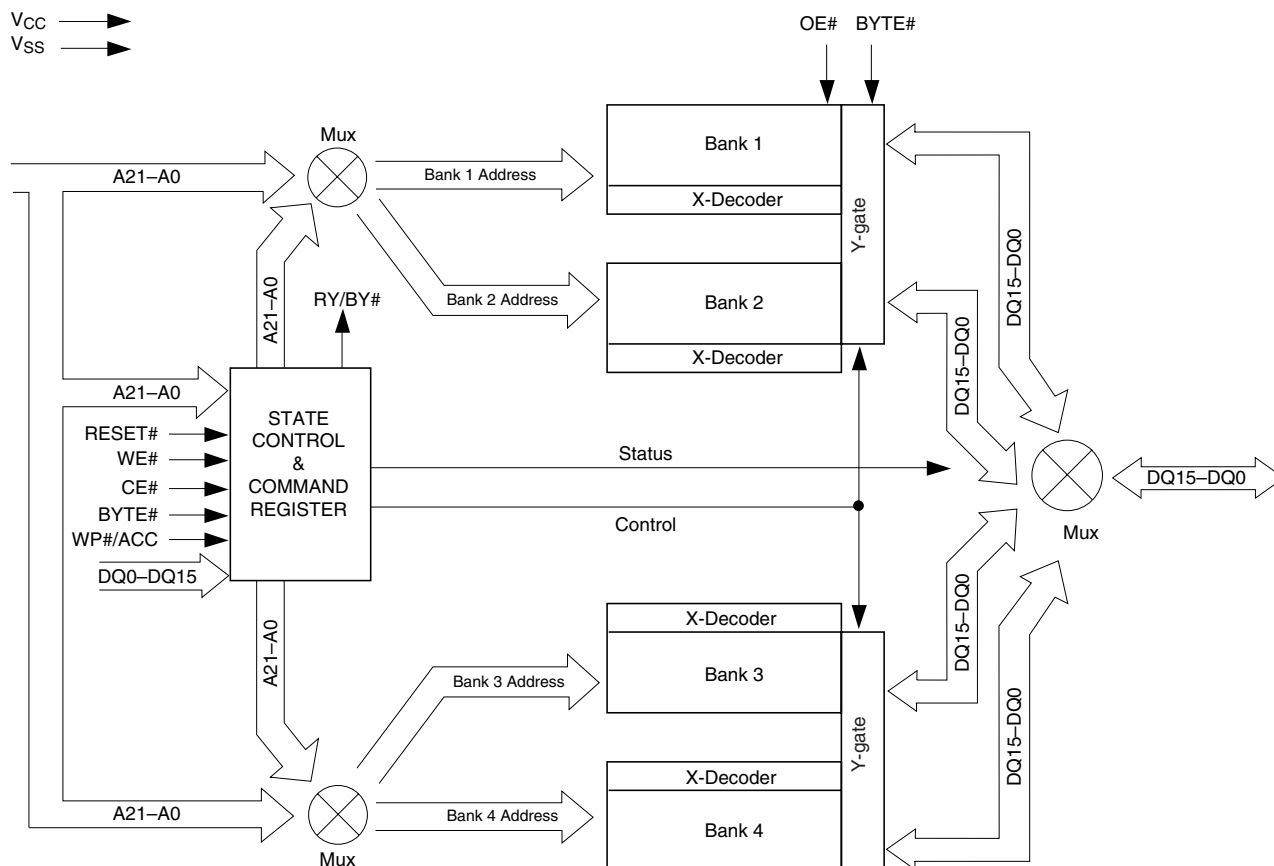 VCC
VSS
OE# BYTE#
Mux
A21–A0
Bank 1 Address
Bank 1
X-Decoder
Y-gate
DQ15–DQ0
A21–A0
RY/BY#
Bank 2 Address
Bank 2
X-Decoder
DQ15–DQ0
A21–A0
RESET#
WE#
CE#
BYTE#
WP#/ACC
DQ0–DQ15
STATE
CONTROL
&
COMMAND
REGISTER
Status
Control
DQ15–DQ0
Mux
A21–A0
X-Decoder
Bank 3 Address
Bank 3
Y-gate
DQ15–DQ0
DQ15–DQ0
X-Decoder
A21–A0
Bank 4 Address
Bank 4
Mux